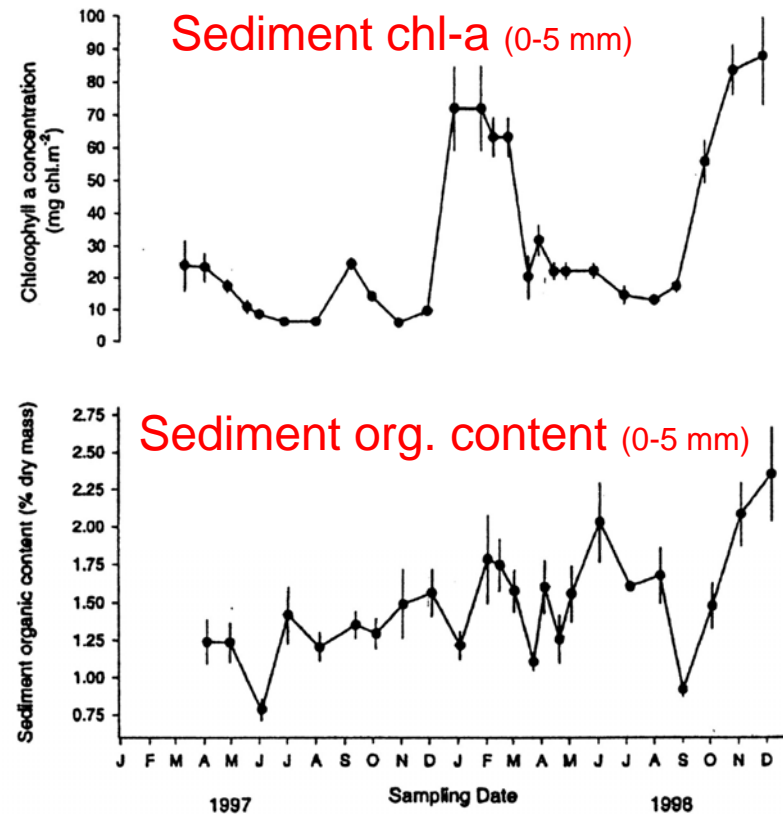 Sediment chl-a (0-5 mm)
Chlorophyll a concentration
(mg chl.m-2)
100
90
80
70
60
50
40
30
20
10
0
Sediment org. content (0-5 mm)
Sediment organic content (% dry mass)
2.75
2.50
2.25
2.00
1.75
1.50
1.25
1.00
0.75
J F M A M J J A S O N D J F M A M J J A S O N D
1997 Sampling Date 1998